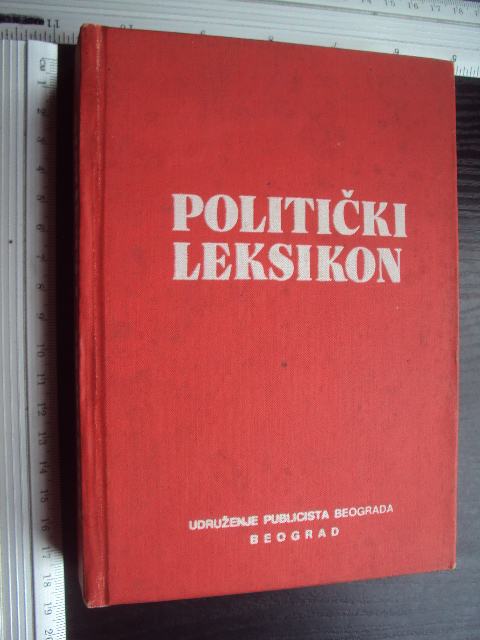 POLITIČKI
LEKSIKON
UDRUŽENJE PUBLICISTA BEOGRADA
BEOGRAD